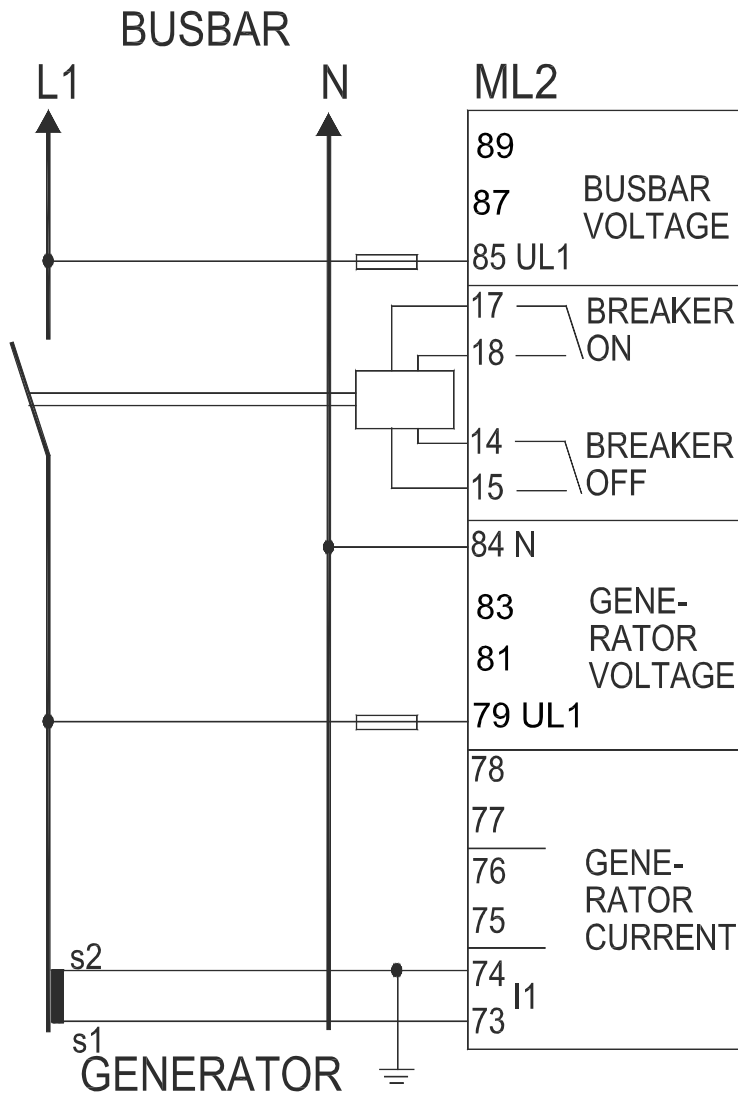 BUSBAR
L1
N
ML2
89
87
85 UL1
BUSBAR
VOLTAGE
17
18
BREAKER
ON
14
15
BREAKER
OFF
84 N
83
81
79 UL1
GENE-
RATOR
VOLTAGE
78
77
76
75
74
73
I1
GENE-
RATOR
CURRENT
s2
s1
GENERATOR